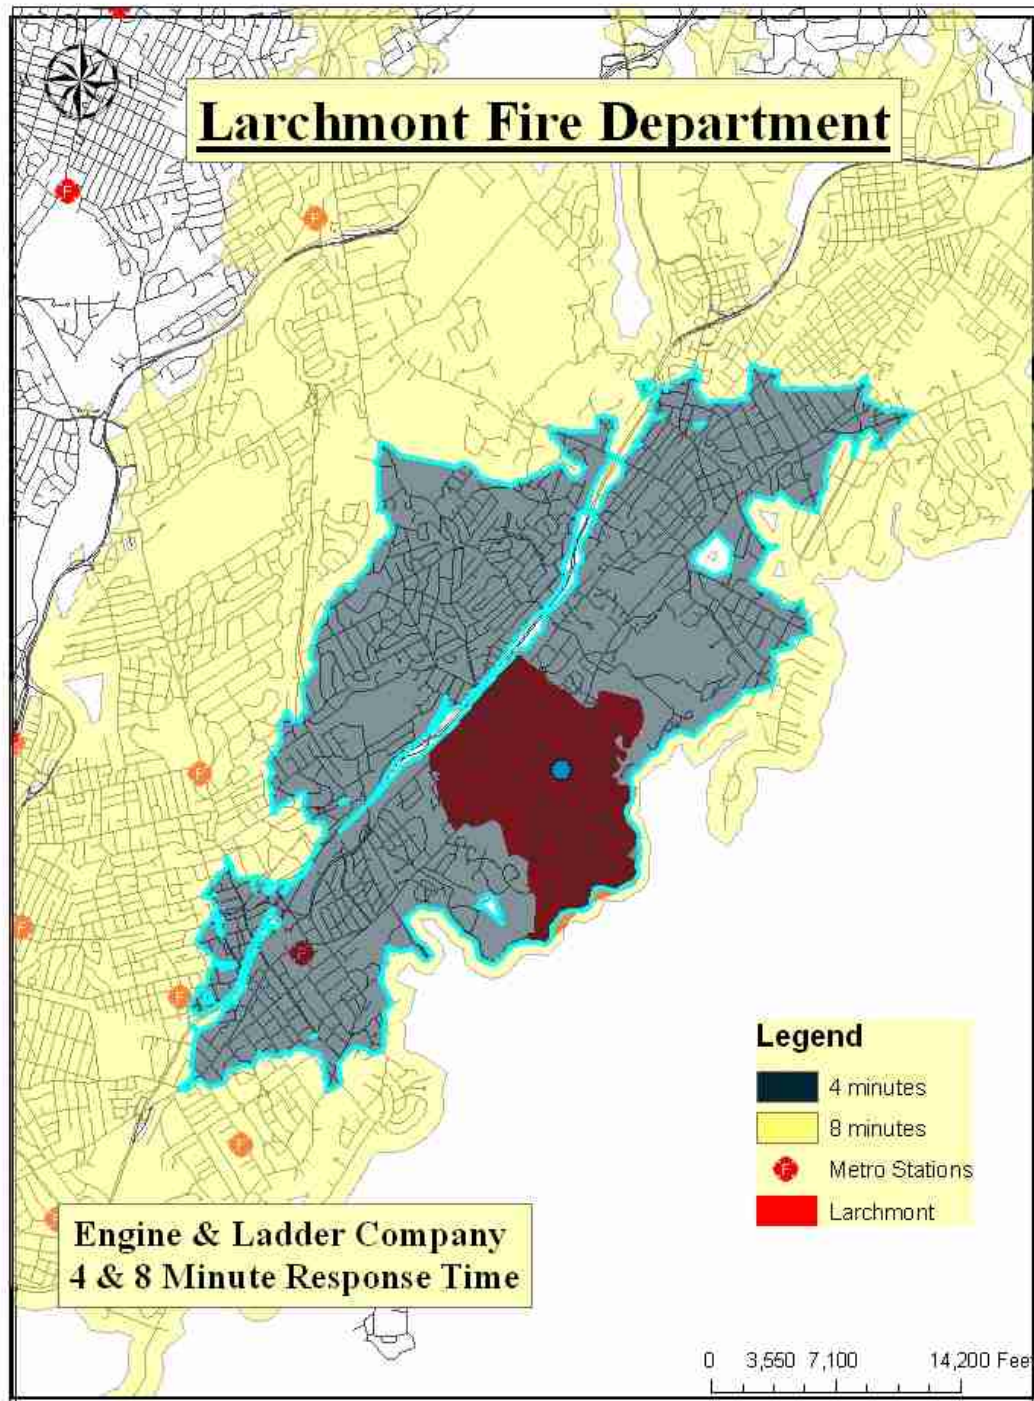 Larchmont Fire Department
F
F
F
F
F
F
F
F
Legend
4 minutes
8 minutes
F
Metro Stations
Larchmont
Engine & Ladder Company
4 & 8 Minute Response Time
0 3,550 7,100 14,200 Feet